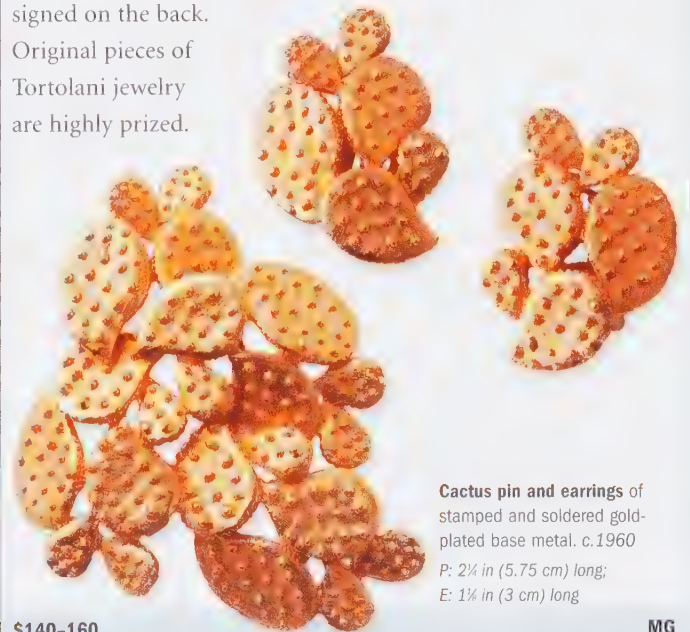 signed on the back.
Original pieces of
Tortolani jewelry
are highly prized.
Cactus pin and earrings of
stamped and soldered gold-
plated base metal. c.1960
P: 2¼ in (5.75 cm) long;
E: 1⅛ in (3 cm) long
$140–160
MG